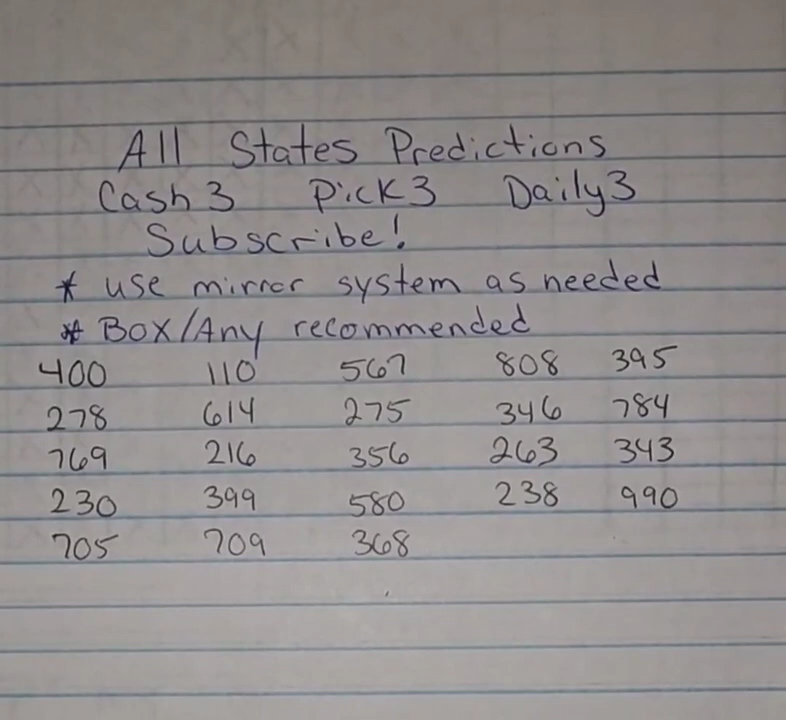 All States Predictions
Cash 3 Pick 3 Daily 3
Subscribe!
* use mirror system as needed
* Box/Any recommended
400 110 567 808 395
278 614 275 346 784
769 216 356 263 343
230 399 580 238 990
705 709 368